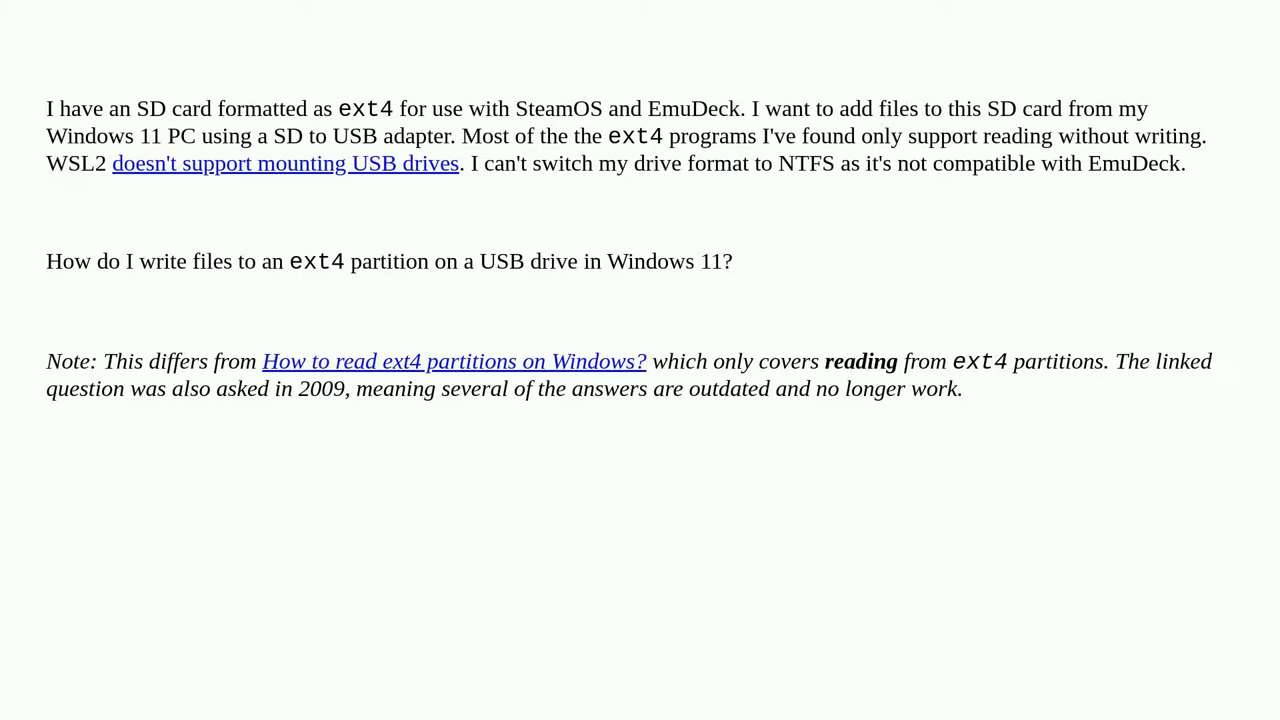 I have an SD card formatted as ext4 for use with SteamOS and EmuDeck. I want to add files to this SD card from my
Windows 11 PC using a SD to USB adapter. Most of the the ext4 programs I've found only support reading without writing.
WSL2 doesn't support mounting USB drives. I can't switch my drive format to NTFS as it's not compatible with EmuDeck.
How do I write files to an ext4 partition on a USB drive in Windows 11?
Note: This differs from How to read ext4 partitions on Windows? which only covers reading from ext4 partitions. The linked
question was also asked in 2009, meaning several of the answers are outdated and no longer work.